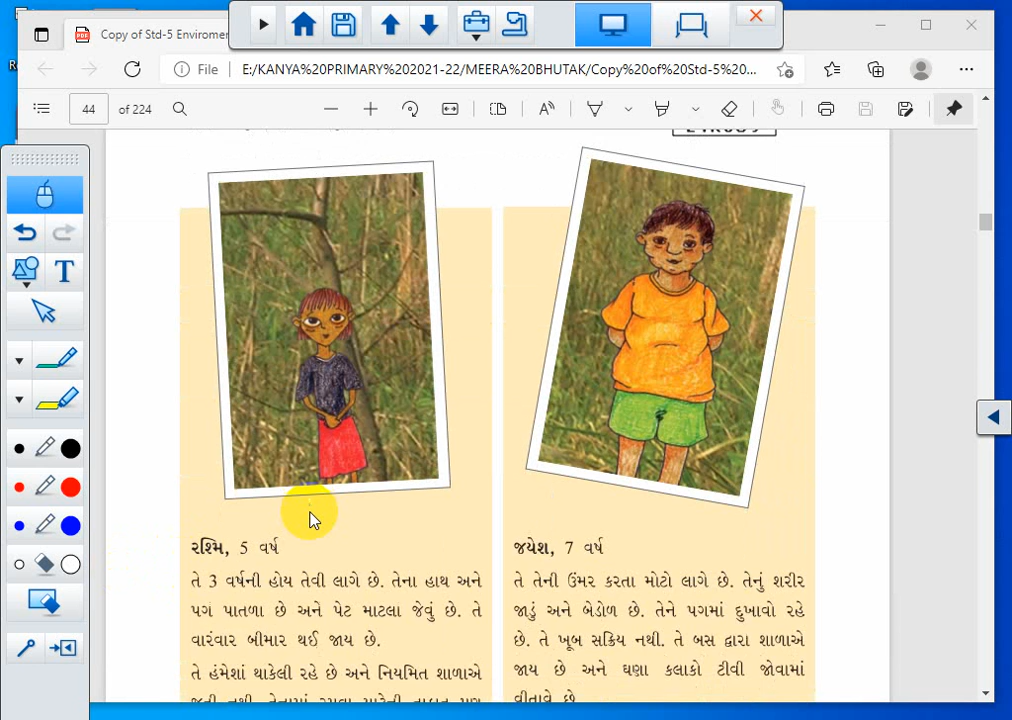 Copy of Std-5 Enviromen
File
E:/KANYA%20PRIMARY%202021-22/MEERA%20BHUTAK/Copy%20of%20Std-5%20...
44 of 224
T
રશ્મિ, 5 વર્ષ
તે 3 વર્ષની હોય તેવી લાગે છે. તેના હાથ અને
પગ પાતળા છે અને પેટ માટલા જેવું છે. તે
વારંવાર બીમાર થઈ જાય છે.
તે હંમેશાં થાકેલી રહે છે અને નિયમિત શાળાએ
જયેશ, 7 વર્ષ
તે તેની ઉંમર કરતા મોટો લાગે છે. તેનું શરીર
જાડું અને બેડોળ છે. તેને પગમાં દુખાવો રહે
છે. તે ખૂબ સક્રિય નથી. તે બસ દ્વારા શાળાએ
જાય છે અને ઘણા કલાકો ટીવી જોવામાં
વીતાવે છે.